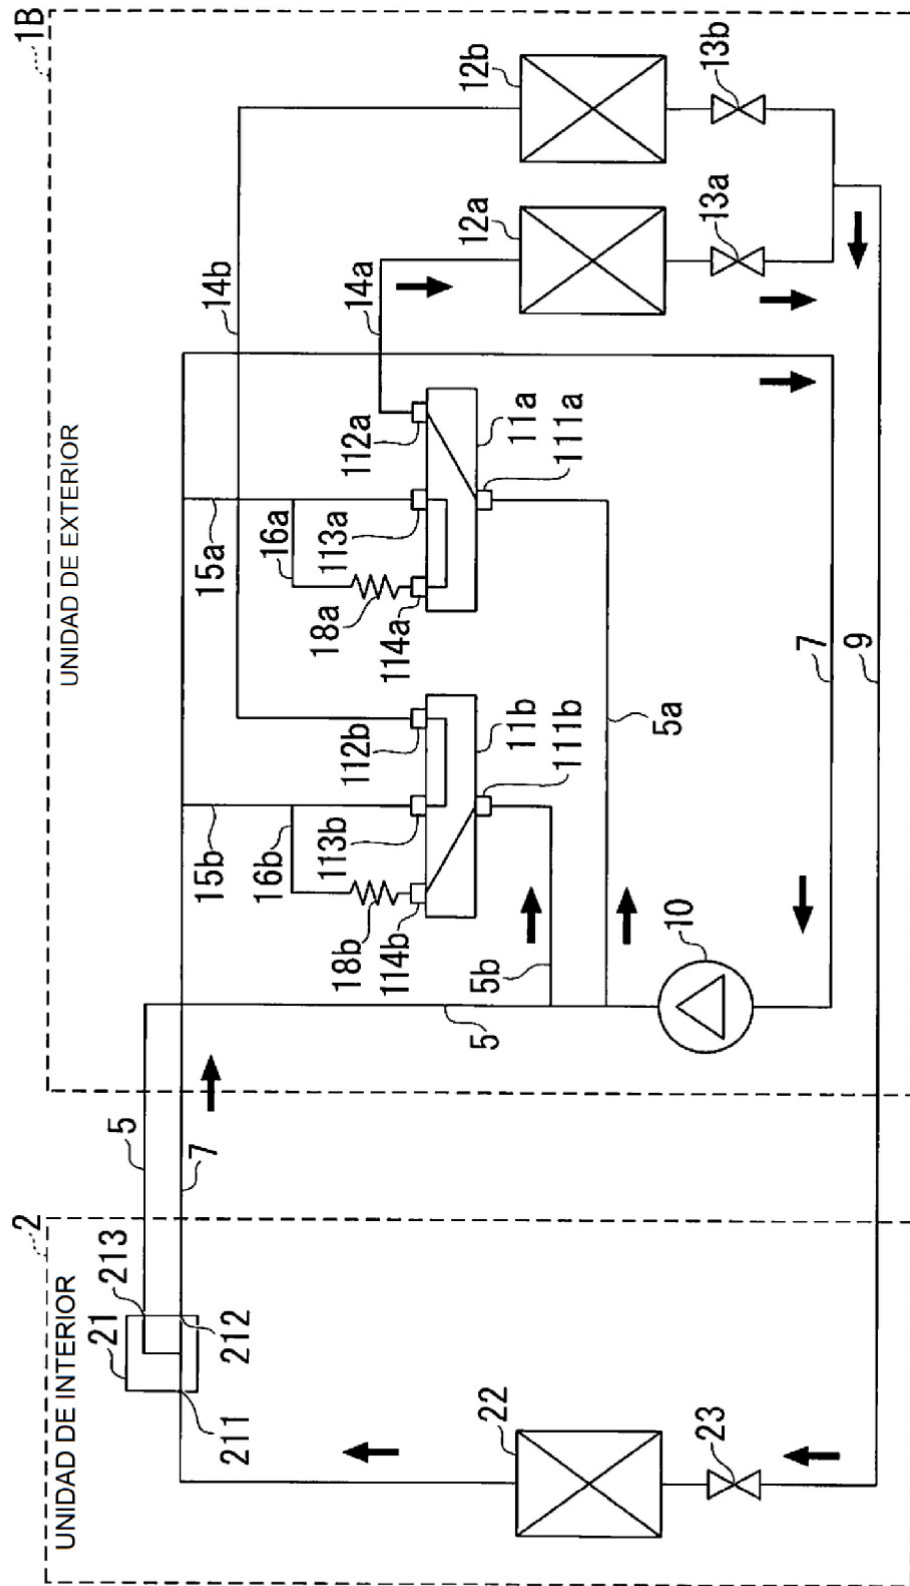 1B
UNIDAD DE EXTERIOR
12b
13b
12a
13a
14b
14a
112a
11a
111a
15a
16a
113a
18a
114a
112b
11b
111b
5a
7
9
15b
16b
113b
18b
114b
5b
5
10
2
UNIDAD DE INTERIOR
5
7
21
213
212
211
22
23